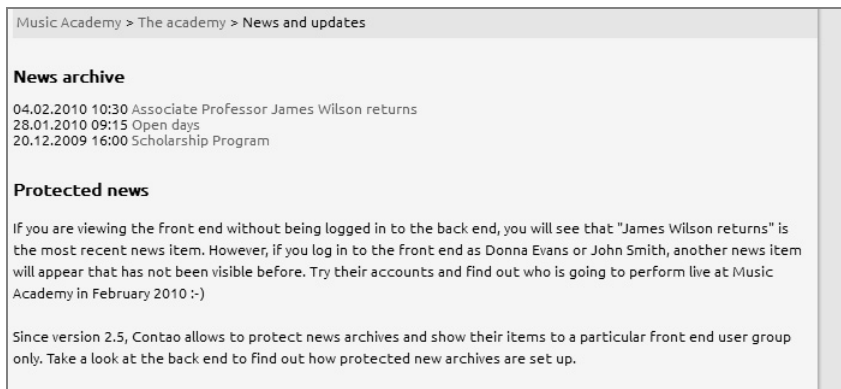 Music Academy > The academy > News and updates
News archive
04.02.2010 10:30 Associate Professor James Wilson returns
28.01.2010 09:15 Open days
20.12.2009 16:00 Scholarship Program
Protected news
If you are viewing the front end without being logged in to the back end, you will see that "James Wilson returns" is
the most recent news item. However, if you log in to the front end as Donna Evans or John Smith, another news item
will appear that has not been visible before. Try their accounts and find out who is going to perform live at Music
Academy in February 2010 :-)
Since version 2.5, Contao allows to protect news archives and show their items to a particular front end user group
only. Take a look at the back end to find out how protected new archives are set up.